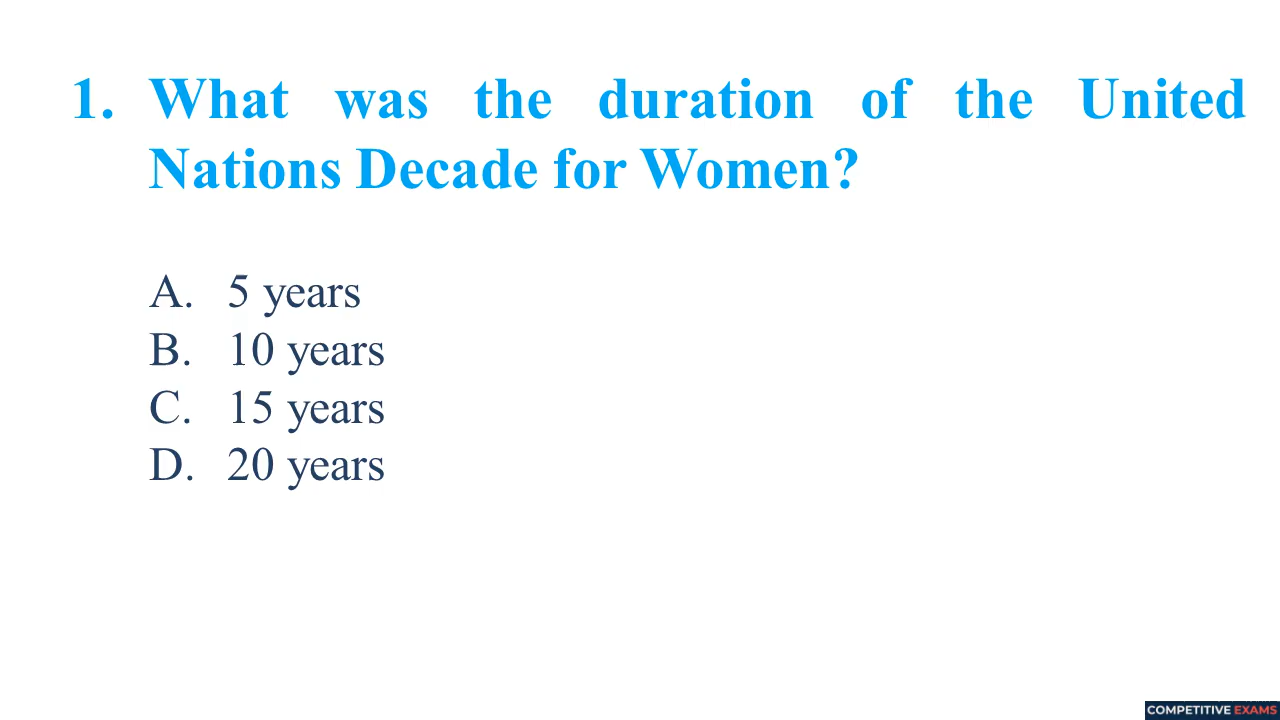 1. What was the duration of the United
Nations Decade for Women?
A. 5 years
B. 10 years
C. 15 years
D. 20 years
COMPETITIVE EXAMS